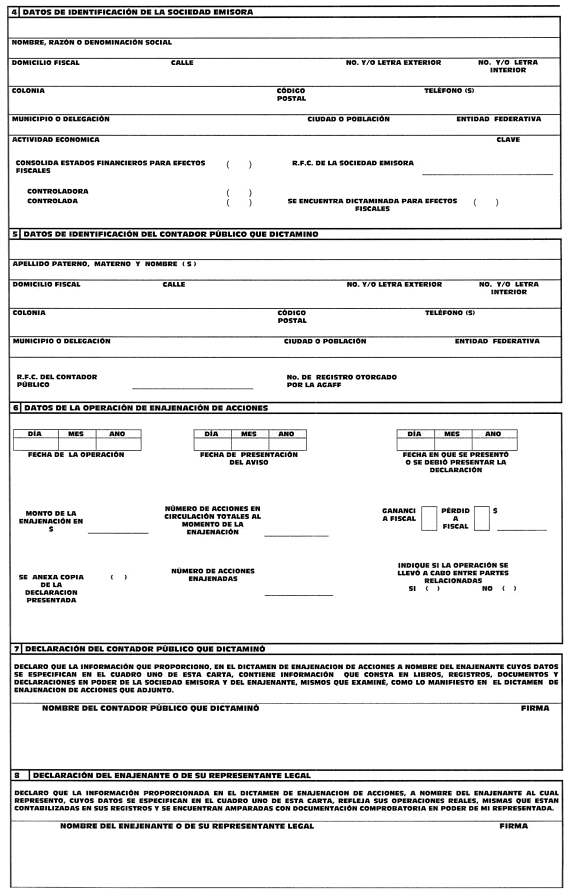 4 DATOS DE IDENTIFICACIÓN DE LA SOCIEDAD EMISORA
NOMBRE, RAZÓN O DENOMINACIÓN SOCIAL
DOMICILIO FISCAL CALLE NO. Y/O LETRA EXTERIOR NO. Y/O LETRA
INTERIOR
COLONIA CÓDIGO TELÉFONO (S)
POSTAL
MUNICIPIO O DELEGACIÓN CIUDAD O POBLACIÓN ENTIDAD FEDERATIVA
ACTIVIDAD ECONOMICA CLAVE
CONSOLIDA ESTADOS FINANCIEROS PARA EFECTOS ( ) R.F.C. DE LA SOCIEDAD EMISORA
FISCALES
CONTROLADORA ( )
CONTROLADA ( ) SE ENCUENTRA DICTAMINADA PARA EFECTOS ( )
FISCALES
5 DATOS DE IDENTIFICACIÓN DEL CONTADOR PÚBLICO QUE DICTAMINO
APELLIDO PATERNO, MATERNO Y NOMBRE ( S )
DOMICILIO FISCAL CALLE NO. Y/O LETRA EXTERIOR NO. Y/O LETRA
INTERIOR
COLONIA CÓDIGO TELÉFONO (S)
POSTAL
MUNICIPIO O DELEGACIÓN CIUDAD O POBLACIÓN ENTIDAD FEDERATIVA
R.F.C. DEL CONTADOR No. DE REGISTRO OTORGADO
PÚBLICO POR LA AGAFF
6 DATOS DE LA OPERACIÓN DE ENAJENACIÓN DE ACCIONES
DÍA MES ANO DÍA MES ANO DÍA MES ANO
FECHA DE LA OPERACIÓN FECHA DE PRESENTACIÓN FECHA EN QUE SE PRESENTÓ
DEL AVISO O SE DEBIÓ PRESENTAR LA
DECLARACIÓN
MONTO DE LA NÚMERO DE ACCIONES EN GANANCI PÉRDID $
ENAJENACIÓN EN CIRCULACIÓN TOTALES AL A FISCAL A
$ MOMENTO DE LA FISCAL
ENAJENACIÓN
SE ANEXA COPIA ( ) NÚMERO DE ACCIONES INDIQUE SI LA OPERACIÓN SE
DE LA ENAJENADAS LLEVÓ A CABO ENTRE PARTES
DECLARACION RELACIONADAS
PRESENTADA SI ( ) NO ( )
7 DECLARACIÓN DEL CONTADOR PÚBLICO QUE DICTAMINÓ
DECLARO QUE LA INFORMACIÓN QUE PROPORCIONO, EN EL DICTAMEN DE ENAJENACION DE ACCIONES A NOMBRE DEL ENAJENANTE CUYOS DATOS
SE ESPECIFICAN EN EL CUADRO UNO DE ESTA CARTA, CONTIENE INFORMACIÓN QUE CONSTA EN LIBROS, REGISTROS, DOCUMENTOS Y
DECLARACIONES EN PODER DE LA SOCIEDAD EMISORA Y DEL ENAJENANTE, MISMOS QUE EXAMINÉ, COMO LO MANIFIESTO EN EL DICTAMEN DE
ENAJENACION DE ACCIONES QUE ADJUNTO.
NOMBRE DEL CONTADOR PÚBLICO QUE DICTAMINÓ FIRMA
8 DECLARACIÓN DEL ENAJENANTE O DE SU REPRESENTANTE LEGAL
DECLARO QUE LA INFORMACIÓN PROPORCIONADA EN EL DICTAMEN DE ENAJENACION DE ACCIONES, A NOMBRE DEL ENAJENANTE AL CUAL
REPRESENTO, CUYOS DATOS SE ESPECIFICAN EN EL CUADRO UNO DE ESTA CARTA, REFLEJA SUS OPERACIONES REALES, MISMAS QUE ESTAN
CONTABILIZADAS EN SUS REGISTROS Y SE ENCUENTRAN AMPARADAS CON DOCUMENTACIÓN COMPROBATORIA EN PODER DE MI REPRESENTADA.
NOMBRE DEL ENEJENANTE O DE SU REPRESENTANTE LEGAL FIRMA